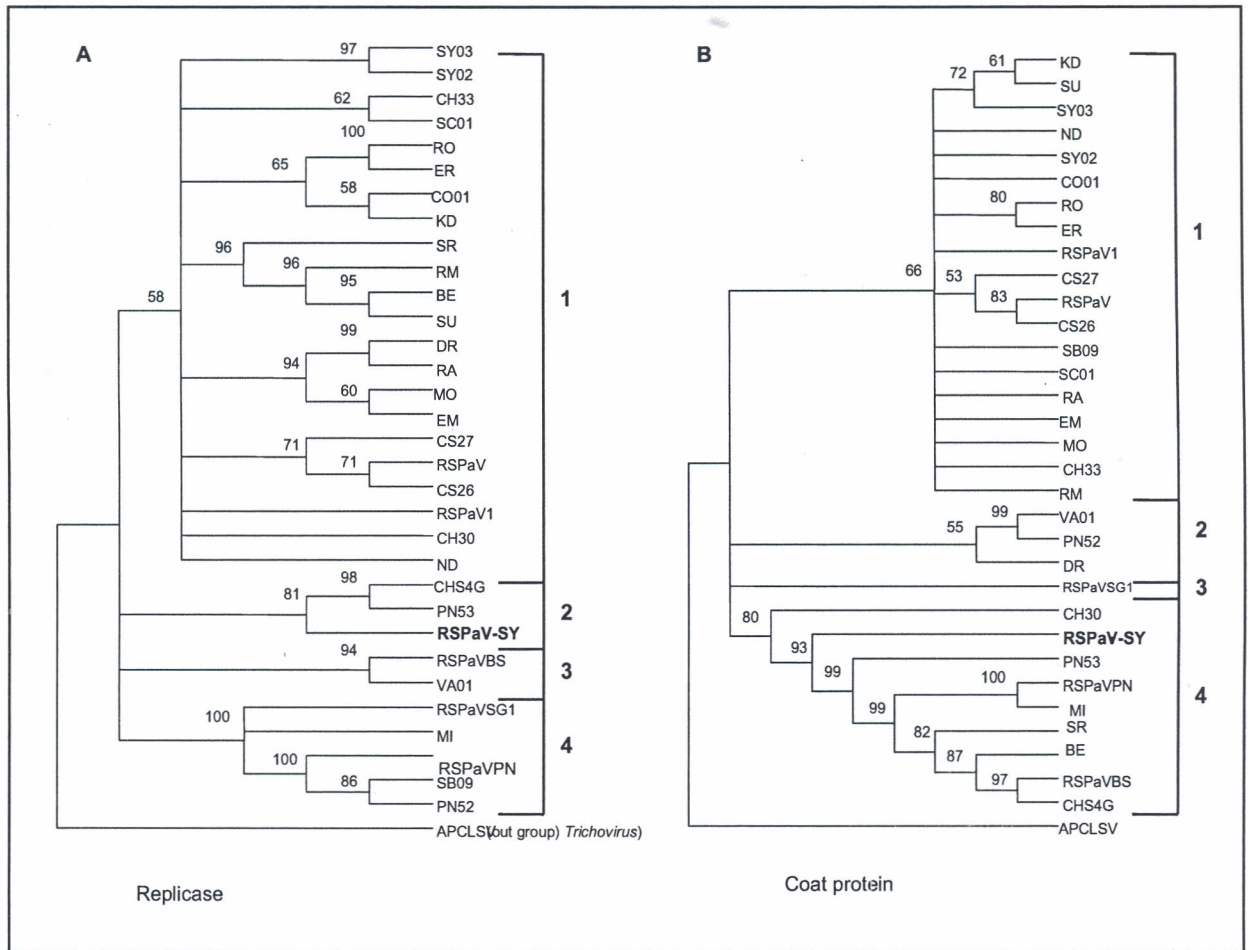 A
97
SY03
SY02
62
CH33
SC01
100
RO
65
ER
58
CO01
KD
96
SR
96
RM
95
BE
58
SU
1
99
DR
94
RA
60
MO
EM
71
CS27
71
RSPaV
CS26
RSPaV1
CH30
ND
98
CHS4G
81
PN53
2
RSPaV-SY
94
RSPaVBS
3
VA01
100
RSPaVSG1
MI
4
100
RSPaVPN
86
SB09
PN52
APCLSV(out group) Trichovirus)
Replicase
B
61
KD
72
SU
SY03
ND
SY02
CO01
80
RO
ER
1
RSPaV1
66
53
CS27
83
RSPaV
CS26
SB09
SC01
RA
EM
MO
CH33
RM
99
VA01
55
PN52
2
DR
RSPaVSG1
3
80
CH30
93
RSPaV-SY
99
PN53
100
RSPaVPN
99
MI
4
82
SR
87
BE
97
RSPaVBS
CHS4G
APCLSV
Coat protein